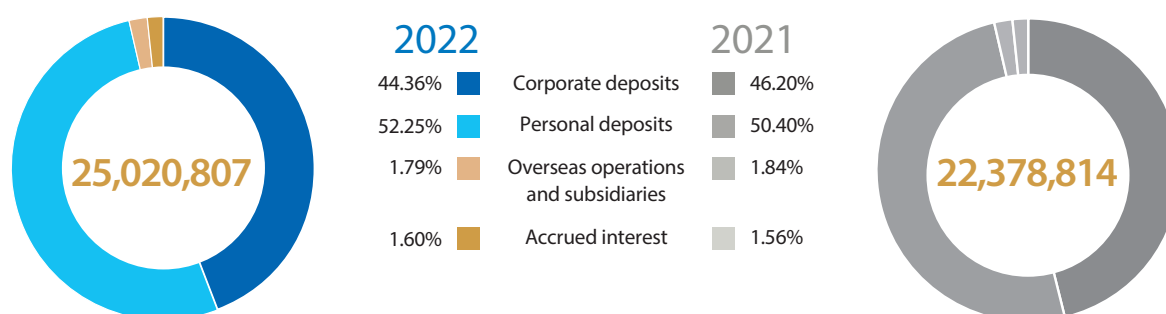 2022 2021
44.36% Corporate deposits 46.20%
52.25% Personal deposits 50.40%
1.79% Overseas operations and subsidiaries 1.84%
1.60% Accrued interest 1.56%
25,020,807
22,378,814